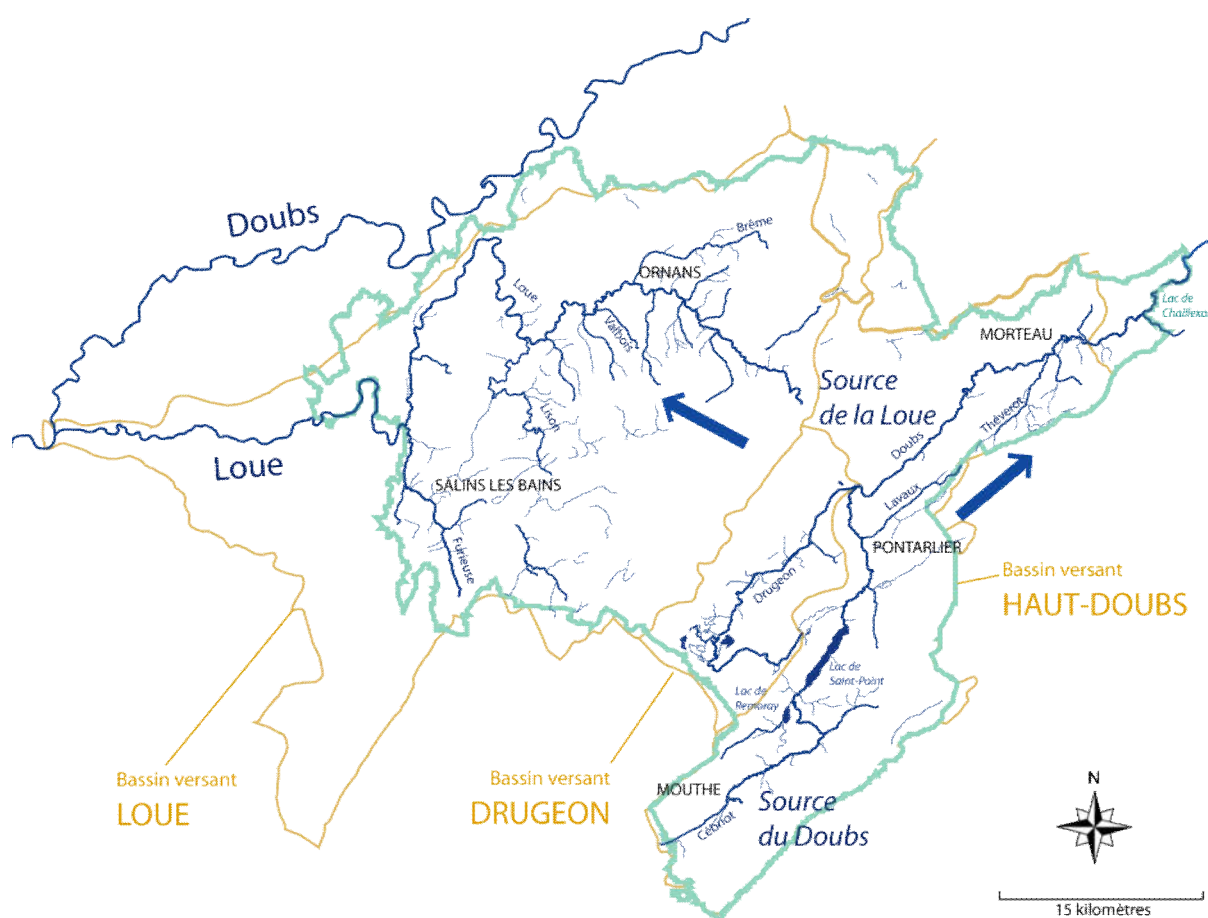 Doubs
Brême
ORNANS
Loue
Valbois
Lac de
Chaillexon
MORTEAU
Source
de la Loue
Théverot
Doubs
Lison
Loue
SALINS LES BAINS
Lavaux
PONTARLIER
Furieuse
Drugeon
Bassin versant
HAUT-DOUBS
Lac de
Saint-Point
Lac de
Remoray
Bassin versant
LOUE
Bassin versant
DRUGEON
MOUTHE
Source
du Doubs
Cébriot
N
15 kilomètres